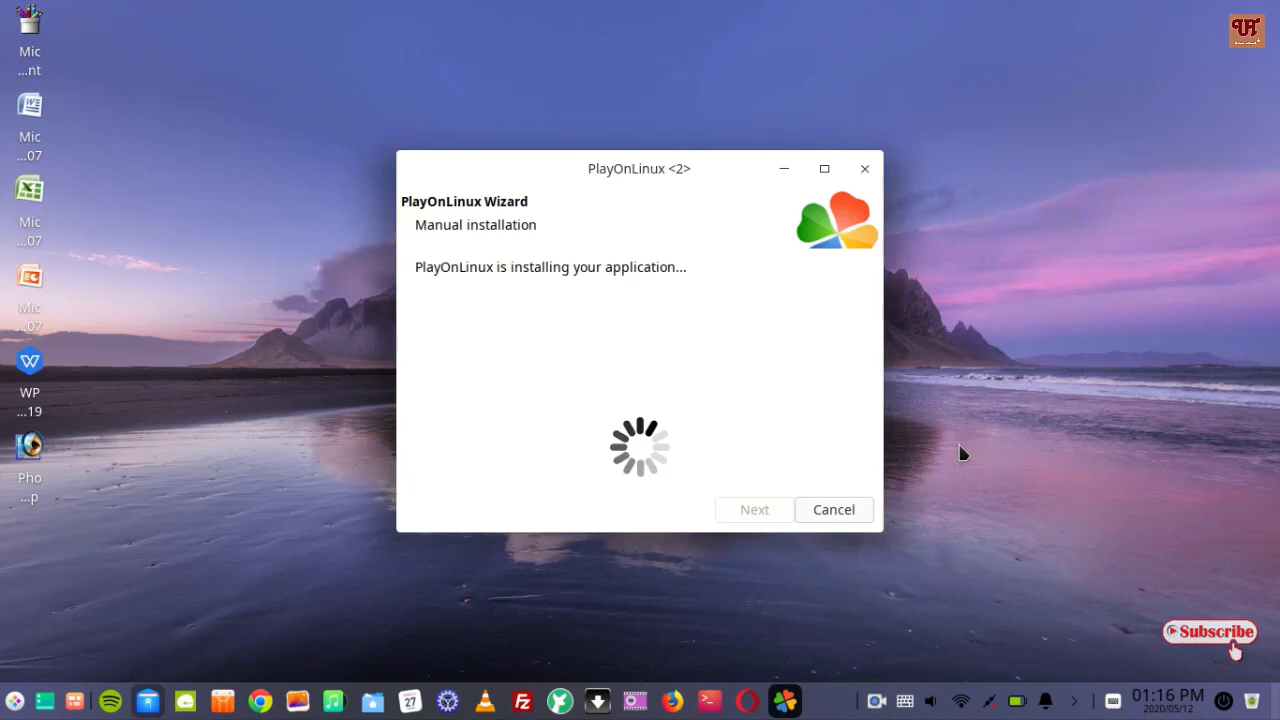 Mic
...nt
Mic
...07
Mic
...07
Mic
...07
WP
...19
Pho
...p
PlayOnLinux <2>
PlayOnLinux Wizard
Manual installation
PlayOnLinux is installing your application...
Next
Cancel
Subscribe
27
01:16 PM
2020/05/12